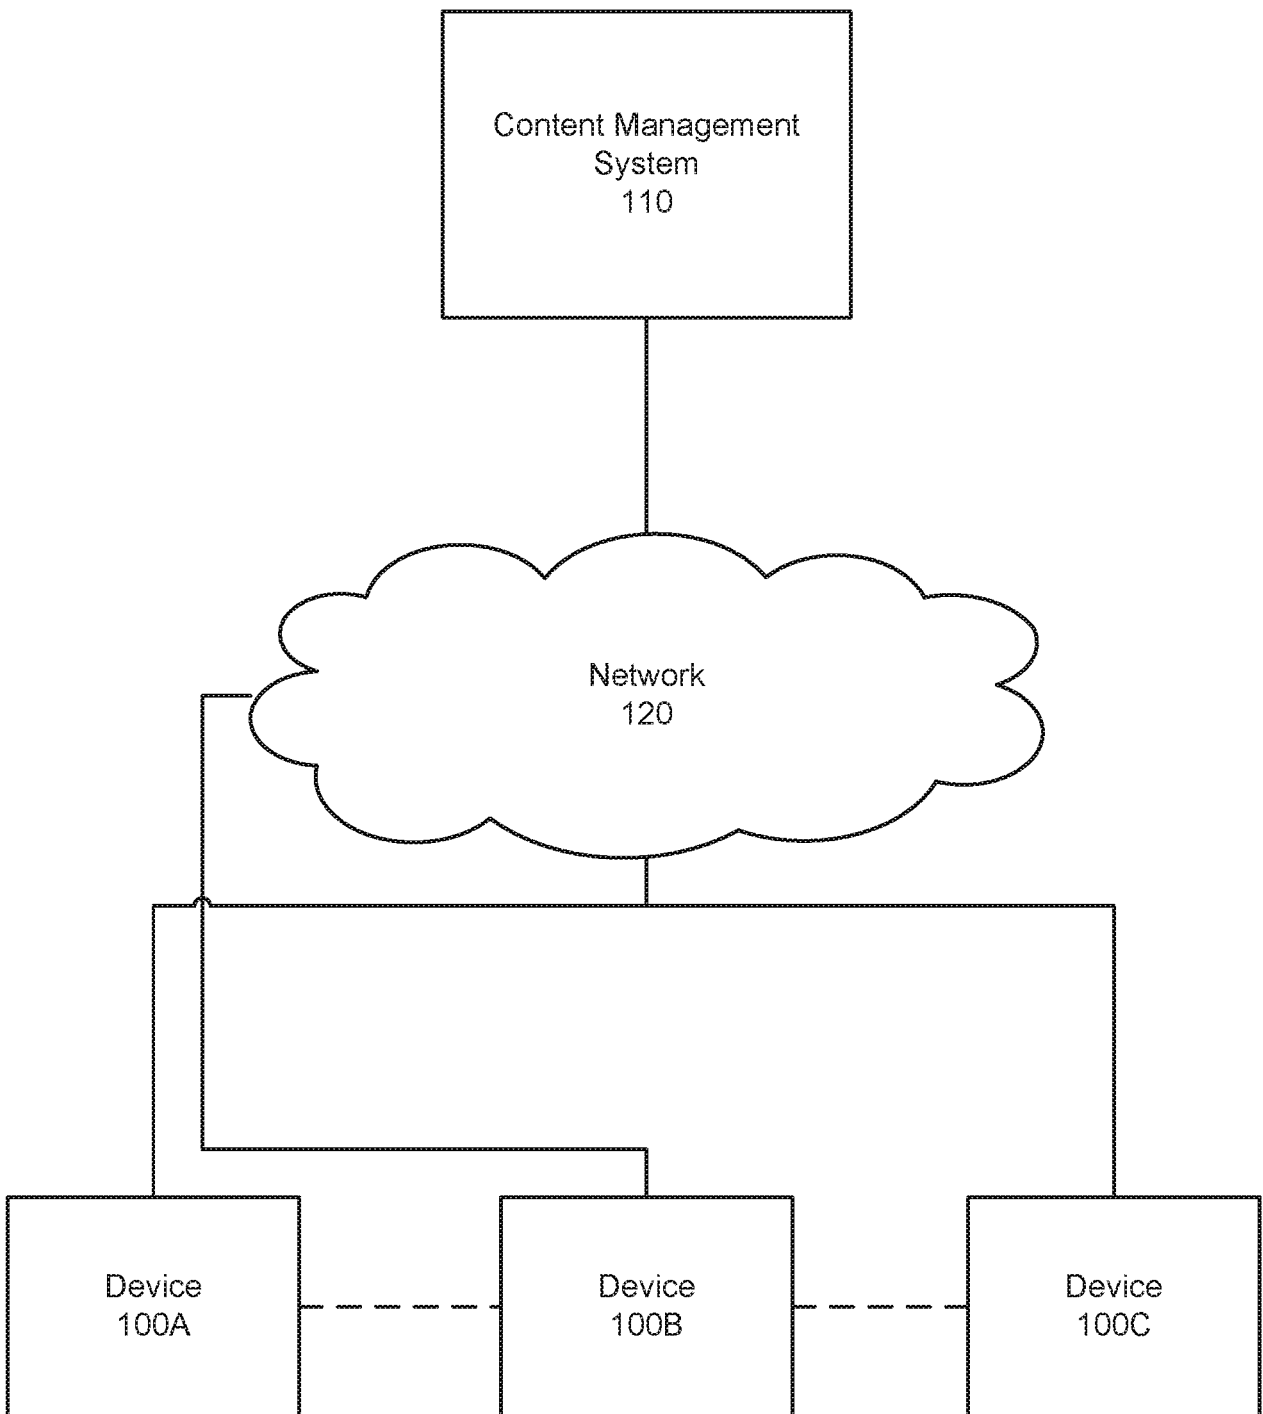 Content Management
System
110
Network
120
Device
100A
Device
100B
Device
100C